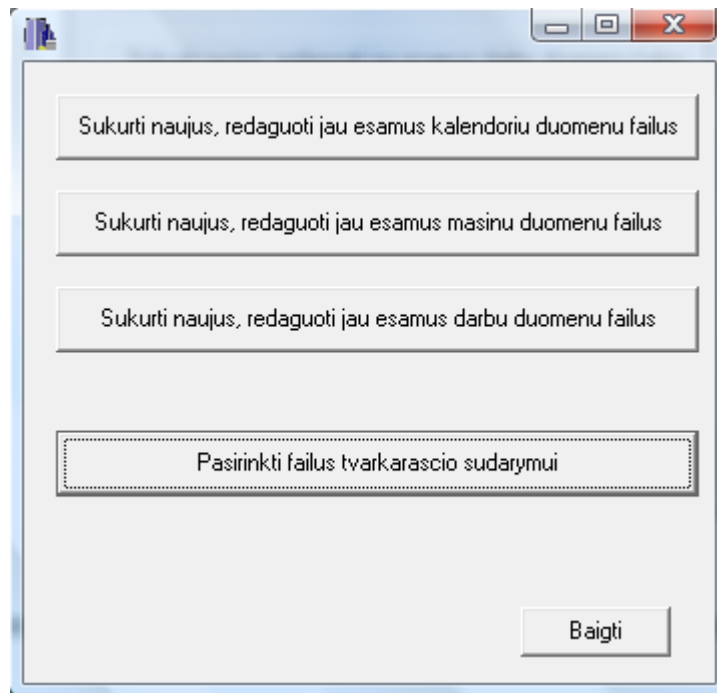 Sukurti naujus, redaguoti jau esamus kalendoriu duomenu failus
Sukurti naujus, redaguoti jau esamus masinu duomenu failus
Sukurti naujus, redaguoti jau esamus darbu duomenu failus
Pasirinkti failus tvarkarascio sudarymui
Baigti